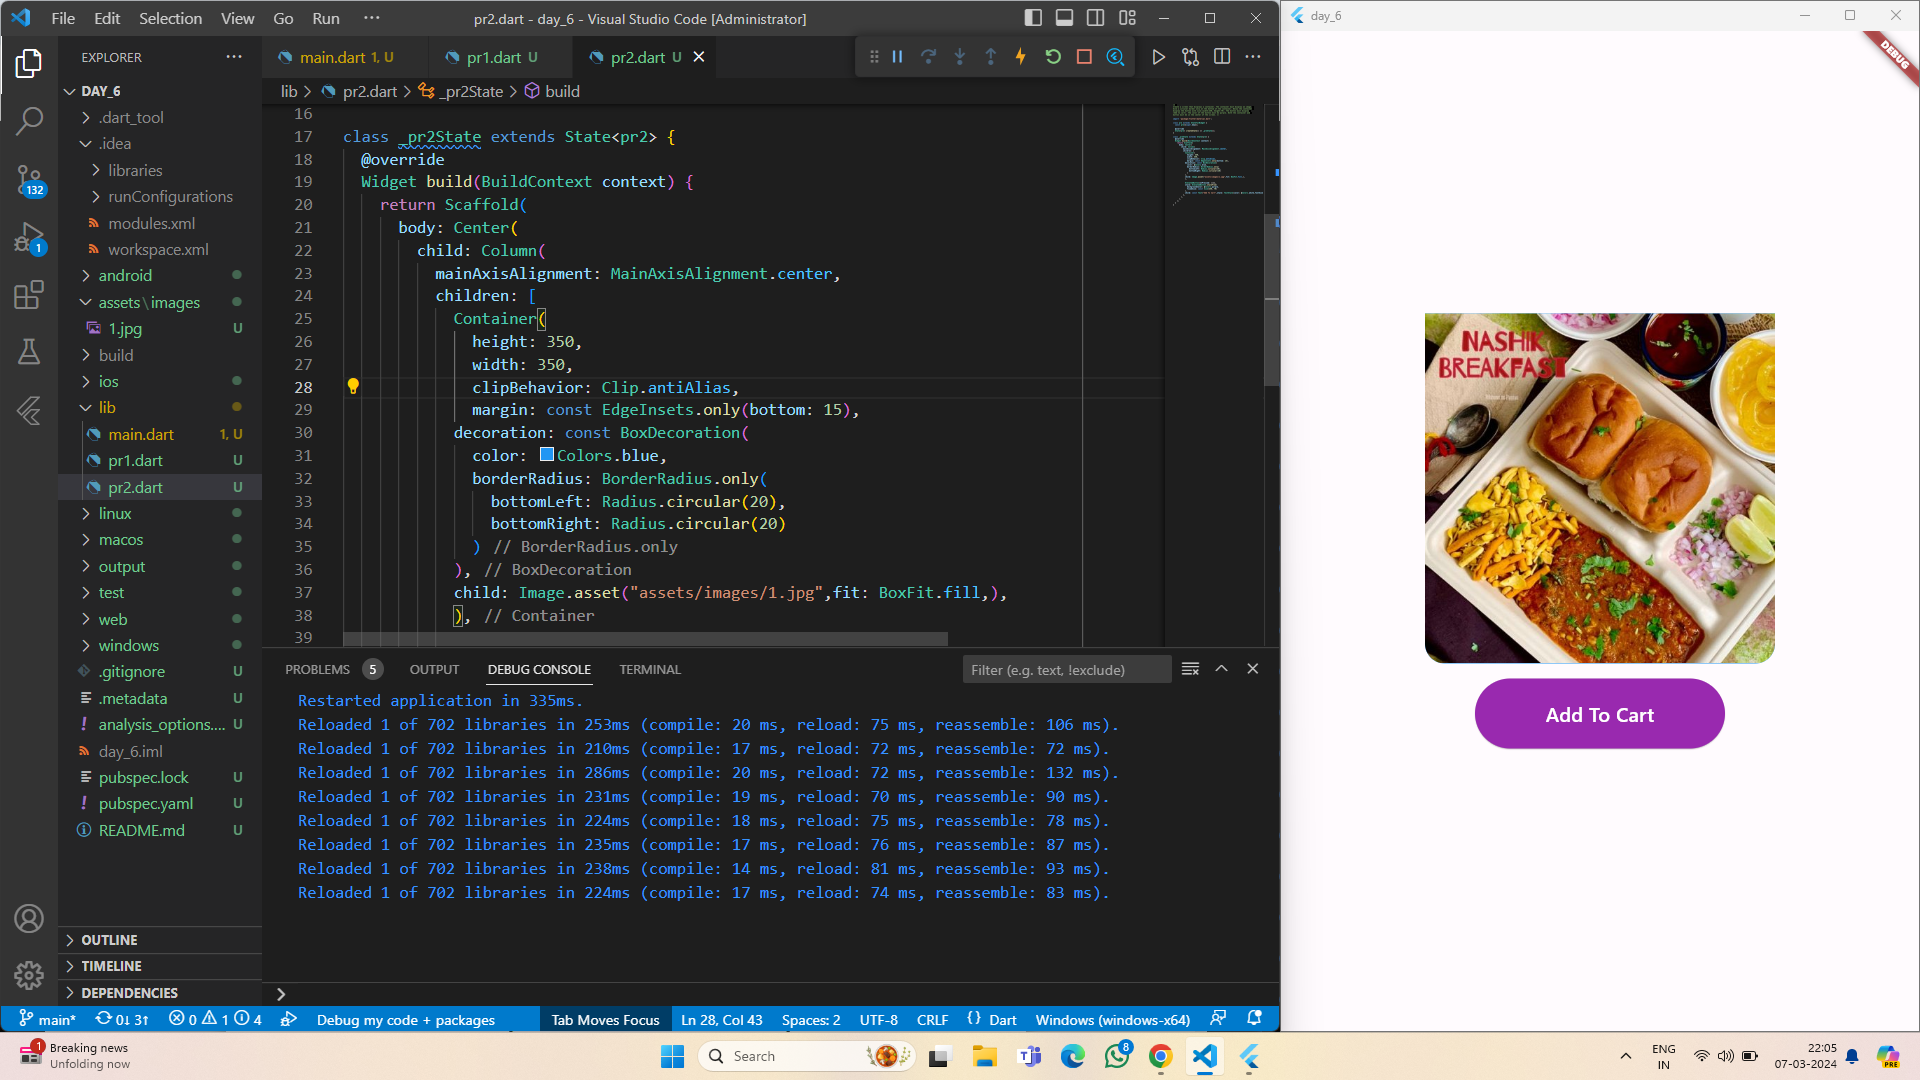 File Edit Selection View Go Run ···
pr2.dart - day_6 - Visual Studio Code [Administrator]
day_6
DEBUG
EXPLORER
DAY_6
.dart_tool
.idea
libraries
runConfigurations
modules.xml
workspace.xml
android
assets\images
1.jpg U
build
ios
lib
main.dart 1, U
pr1.dart U
pr2.dart U
linux
macos
output
test
web
windows
.gitignore U
.metadata U
analysis_options.... U
day_6.iml
pubspec.lock U
pubspec.yaml U
README.md U
OUTLINE
TIMELINE
DEPENDENCIES
132
1
main.dart 1, U
pr1.dart U
pr2.dart U
lib > pr2.dart > _pr2State > build
16
17 class _pr2State extends State<pr2> {
18 @override
19 Widget build(BuildContext context) {
20 return Scaffold(
21 body: Center(
22 child: Column(
23 mainAxisAlignment: MainAxisAlignment.center,
24 children: [
25 Container(
26 height: 350,
27 width: 350,
28 clipBehavior: Clip.antiAlias,
29 margin: const EdgeInsets.only(bottom: 15),
30 decoration: const BoxDecoration(
31 color: Colors.blue,
32 borderRadius: BorderRadius.only(
33 bottomLeft: Radius.circular(20),
34 bottomRight: Radius.circular(20)
35 ) // BorderRadius.only
36 ), // BoxDecoration
37 child: Image.asset("assets/images/1.jpg",fit: BoxFit.fill,),
38 ), // Container
39
PROBLEMS 5 OUTPUT DEBUG CONSOLE TERMINAL
Filter (e.g. text, !exclude)
Restarted application in 335ms.
Reloaded 1 of 702 libraries in 253ms (compile: 20 ms, reload: 75 ms, reassemble: 106 ms).
Reloaded 1 of 702 libraries in 210ms (compile: 17 ms, reload: 72 ms, reassemble: 72 ms).
Reloaded 1 of 702 libraries in 286ms (compile: 20 ms, reload: 72 ms, reassemble: 132 ms).
Reloaded 1 of 702 libraries in 231ms (compile: 19 ms, reload: 70 ms, reassemble: 90 ms).
Reloaded 1 of 702 libraries in 224ms (compile: 18 ms, reload: 75 ms, reassemble: 78 ms).
Reloaded 1 of 702 libraries in 235ms (compile: 17 ms, reload: 76 ms, reassemble: 87 ms).
Reloaded 1 of 702 libraries in 238ms (compile: 14 ms, reload: 81 ms, reassemble: 93 ms).
Reloaded 1 of 702 libraries in 224ms (compile: 17 ms, reload: 74 ms, reassemble: 83 ms).
NASHIK
BREAKFAST
Add To Cart
main* 0↓ 3↑ 0 1 4 Debug my code + packages Tab Moves Focus Ln 28, Col 43 Spaces: 2 UTF-8 CRLF {} Dart Windows (windows-x64)
1
Breaking news
Unfolding now
Search
8
ENG
IN
22:05
07-03-2024
PRE